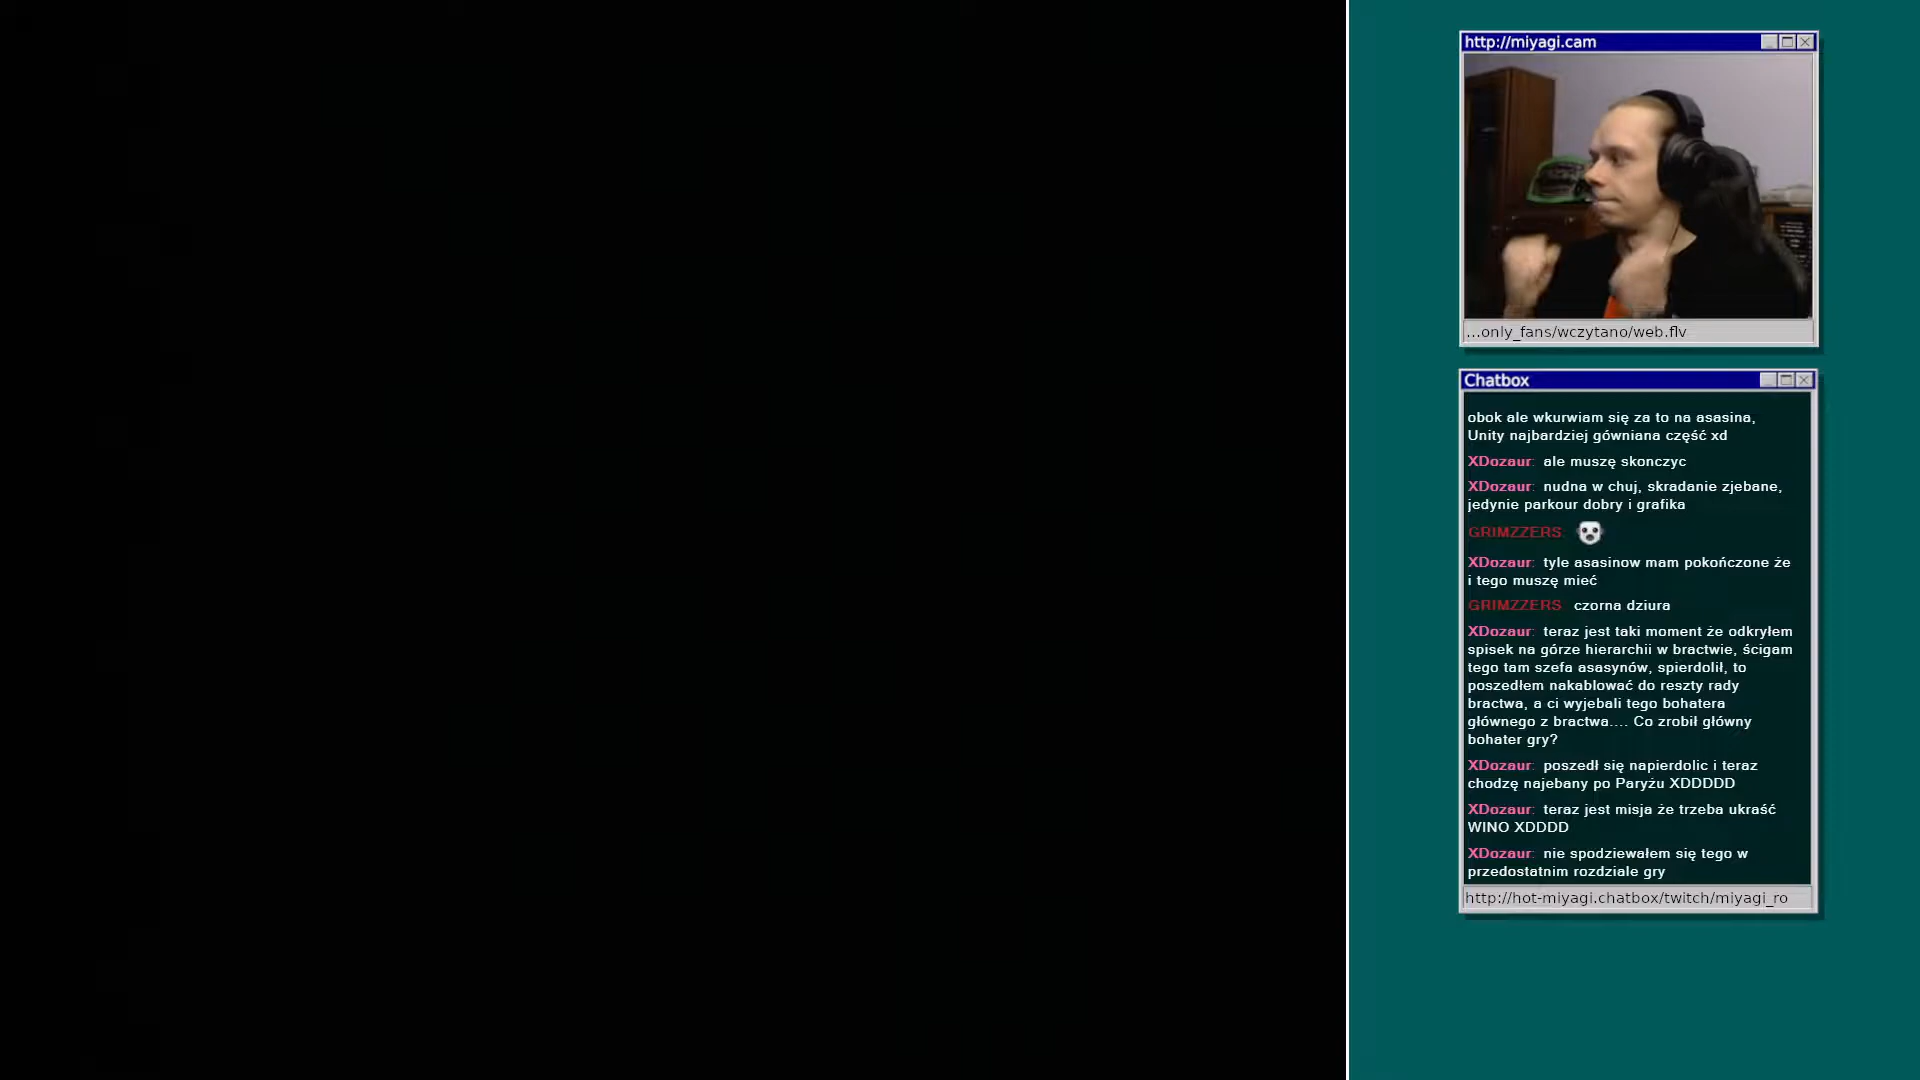 http://miyagi.cam
...only_fans/wczytano/web.flv
Chatbox
obok ale wkurwiam się za to na asasina,
Unity najbardziej gówniana część xd
XDozaur: ale muszę skonczyc
XDozaur: nudna w chuj, skradanie zjebane,
jedynie parkour dobry i grafika
GRIMZZERS:
XDozaur: tyle asasinow mam pokończone że
i tego muszę mieć
GRIMZZERS: czorna dziura
XDozaur: teraz jest taki moment że odkryłem
spisek na górze hierarchii w bractwie, ścigam
tego tam szefa asasynów, spierdolił, to
poszedłem nakablować do reszty rady
bractwa, a ci wyjebali tego bohatera
głównego z bractwa.... Co zrobił główny
bohater gry?
XDozaur: poszedł się napierdolic i teraz
chodzę najebany po Paryżu XDDDDD
XDozaur: teraz jest misja że trzeba ukraść
WINO XDDDD
XDozaur: nie spodziewałem się tego w
przedostatnim rozdziale gry
http://hot-miyagi.chatbox/twitch/miyagi_ro